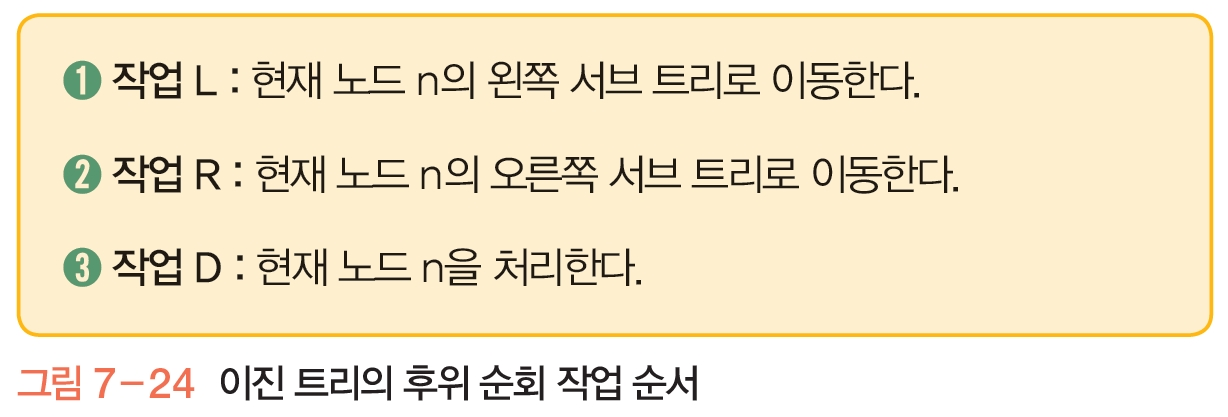 ❶ 작업 L : 현재 노드 n의 왼쪽 서브 트리로 이동한다.
❷ 작업 R : 현재 노드 n의 오른쪽 서브 트리로 이동한다.
❸ 작업 D : 현재 노드 n을 처리한다.
그림 7-24 이진 트리의 후위 순회 작업 순서